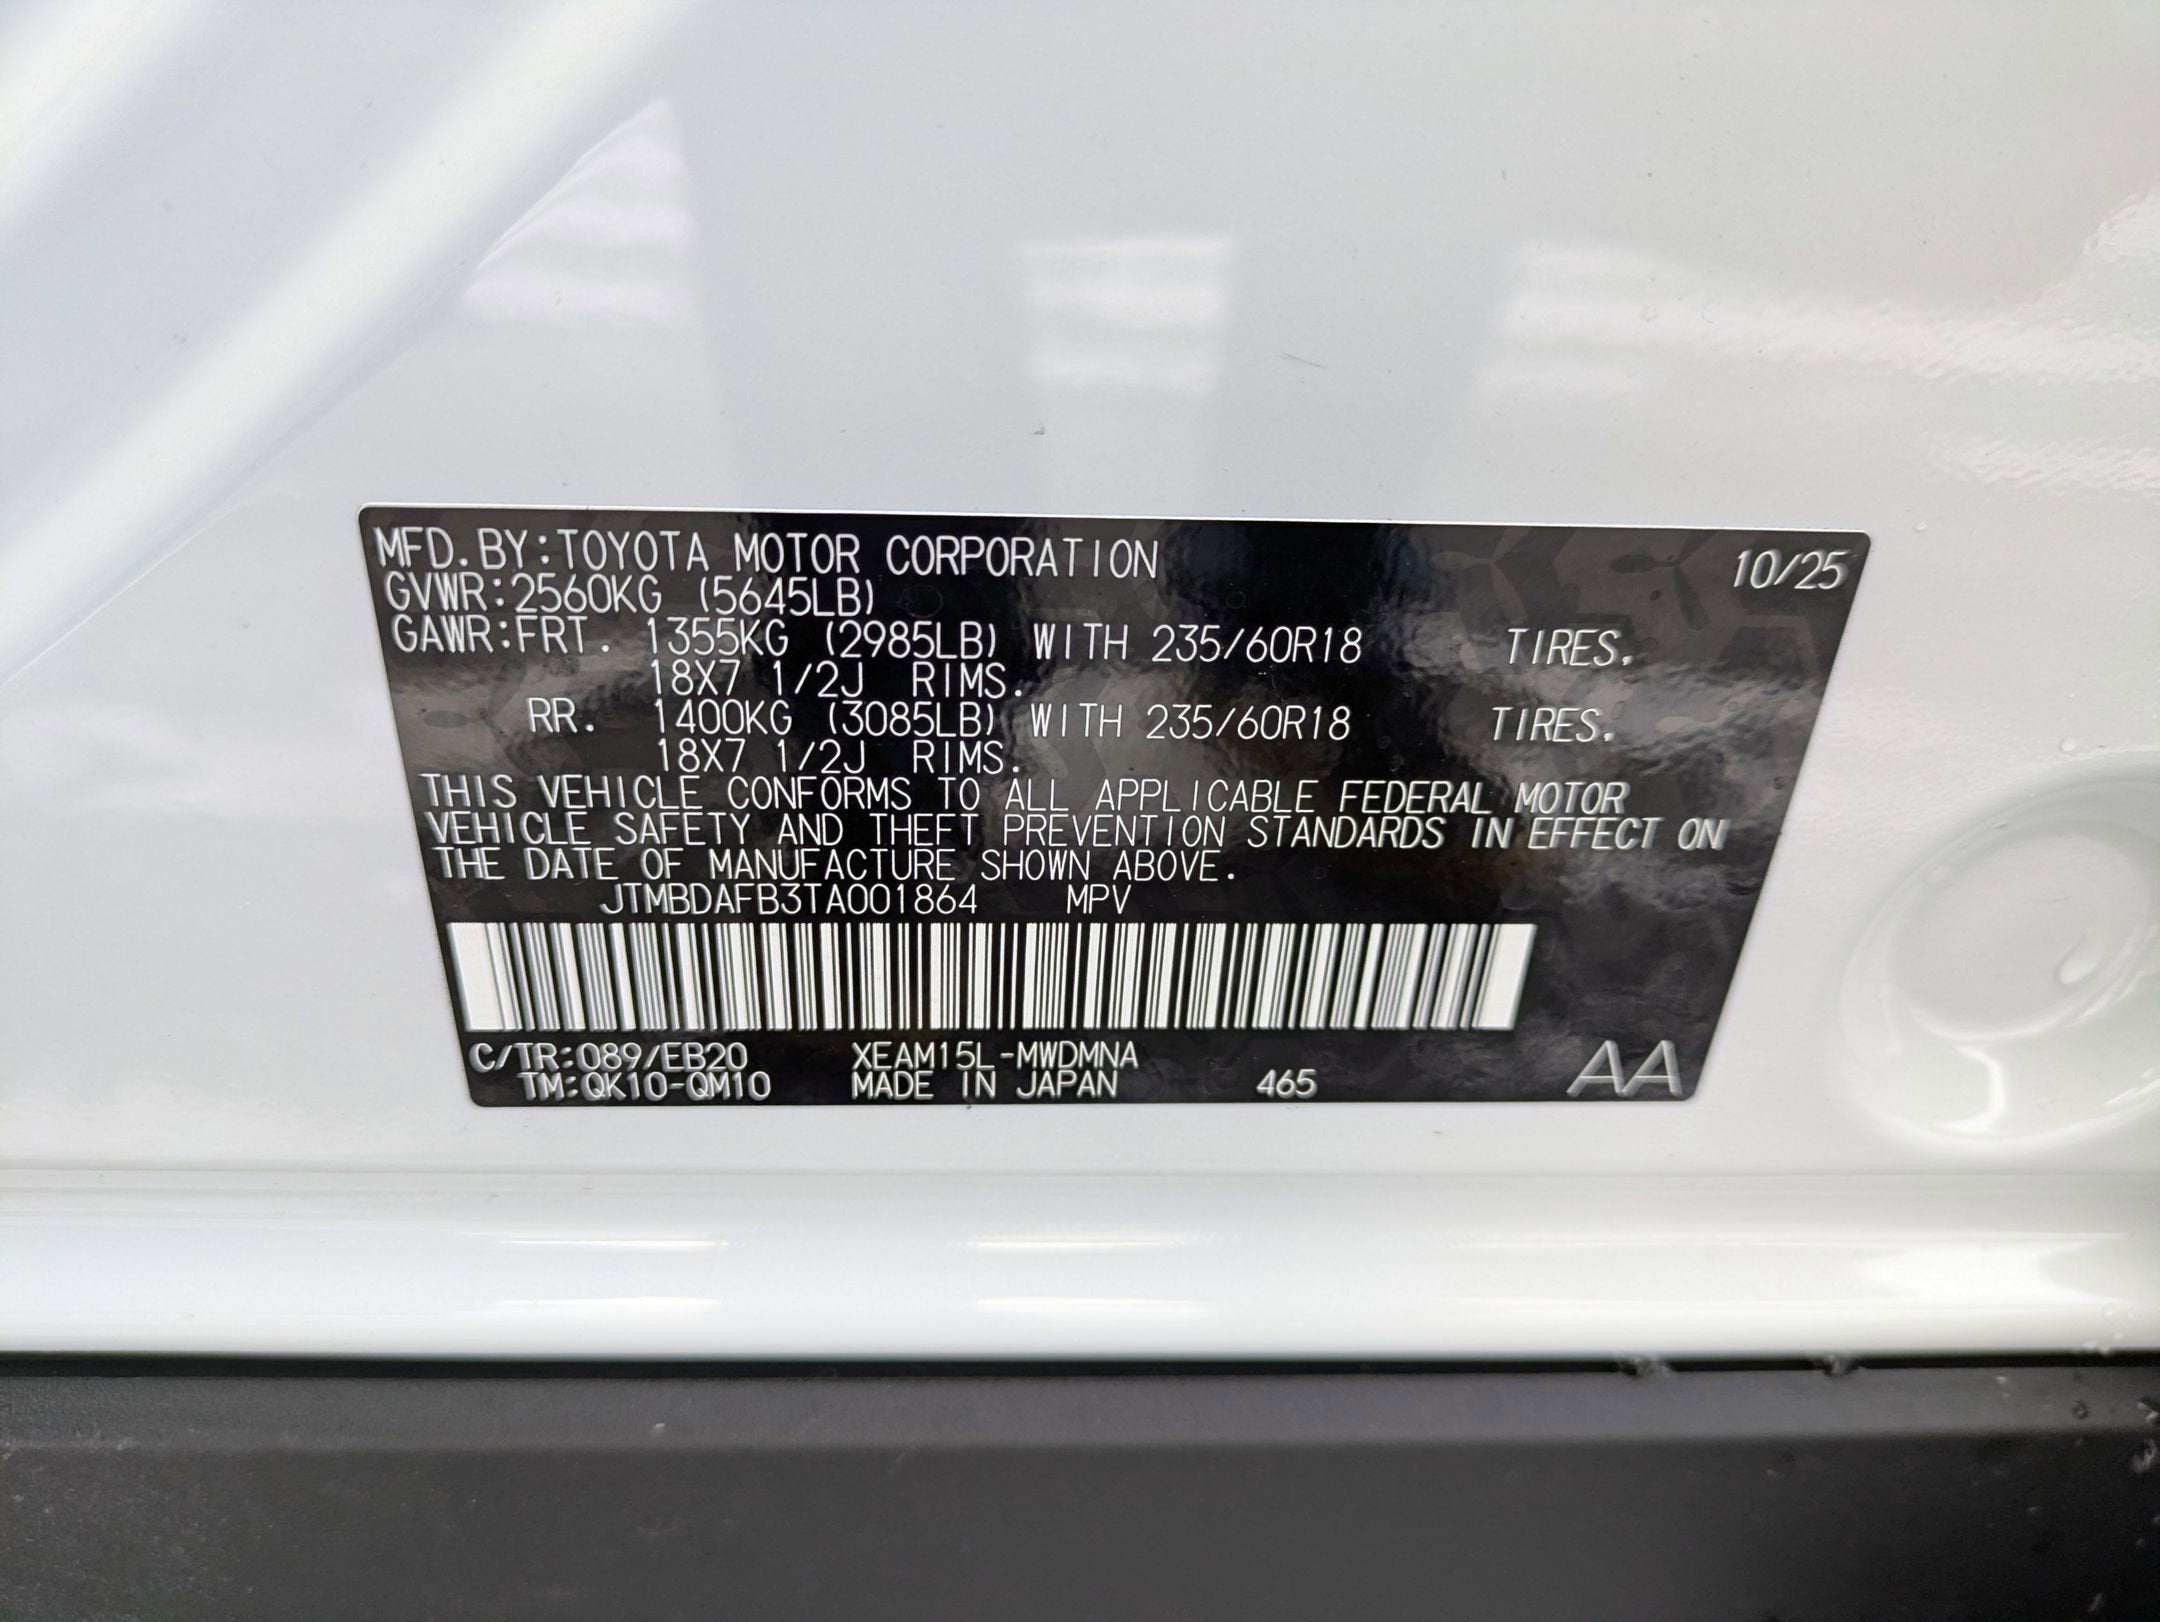 MFD.BY:TOYOTA MOTOR CORPORATION 10/25
GVWR:2560KG (5645LB)
GAWR:FRT. 1355KG (2985LB) WITH 235/60R18 TIRES,
18X7 1/2J RIMS.
RR. 1400KG (3085LB) WITH 235/60R18 TIRES,
18X7 1/2J RIMS.
THIS VEHICLE CONFORMS TO ALL APPLICABLE FEDERAL MOTOR
VEHICLE SAFETY AND THEFT PREVENTION STANDARDS IN EFFECT ON
THE DATE OF MANUFACTURE SHOWN ABOVE.
JTMBDAFB3TA001864 MPV
C/TR:089/EB20 XEAM15L-MWDMNA
TM:QK10-QM10 MADE IN JAPAN 465 AA